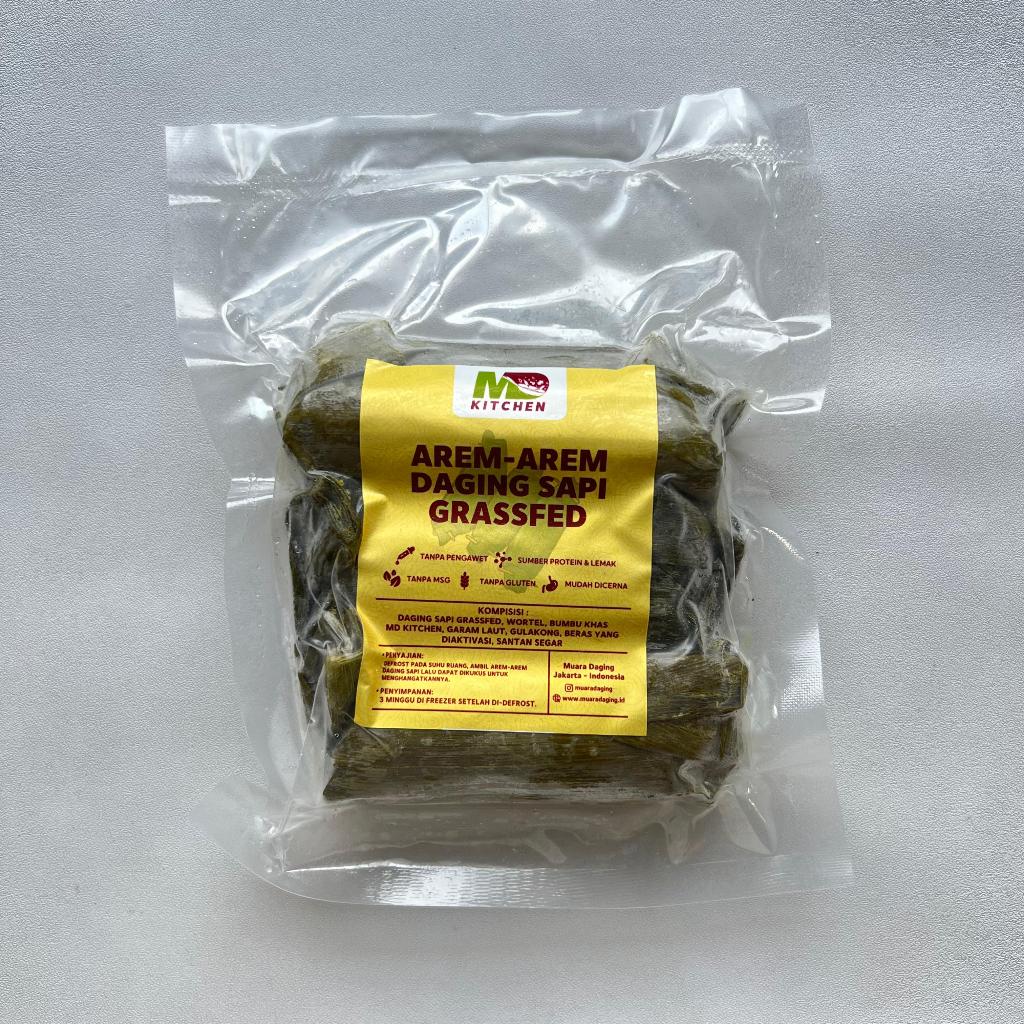 MD
KITCHEN
AREM-AREM
DAGING SAPI
GRASSFED
TANPA PENGAWET
SUMBER PROTEIN & LEMAK
TANPA MSG
TANPA GLUTEN
MUDAH DICERNA
KOMPISISI :
DAGING SAPI GRASSFED, WORTEL, BUMBU KHAS
MD KITCHEN, GARAM LAUT, GULAKONG, BERAS YANG
DIAKTIVASI, SANTAN SEGAR
• PENYAJIAN:
DEFROST PADA SUHU RUANG, AMBIL AREM-AREM
DAGING SAPI LALU DAPAT DIKUKUS UNTUK
MENGHANGATKANNYA.
• PENYIMPANAN:
3 MINGGU DI FREEZER SETELAH DI-DEFROST.
Muara Daging
Jakarta - Indonesia
muaradaging
www.muaradaging.id